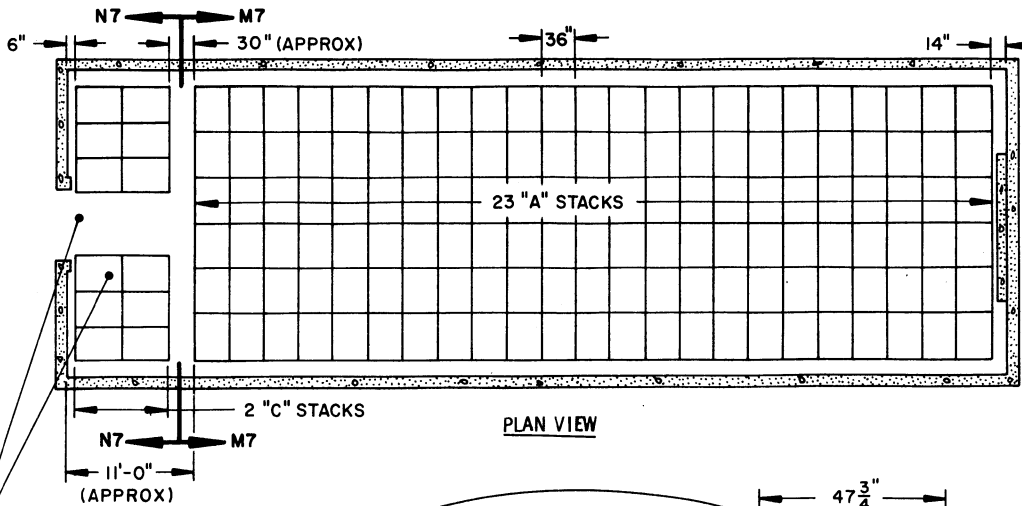 N7 M7
6" 30" (APPROX) 36" 14"
23 "A" STACKS
2 "C" STACKS
PLAN VIEW
N7 M7
11'-0"
(APPROX)
47 3/4"